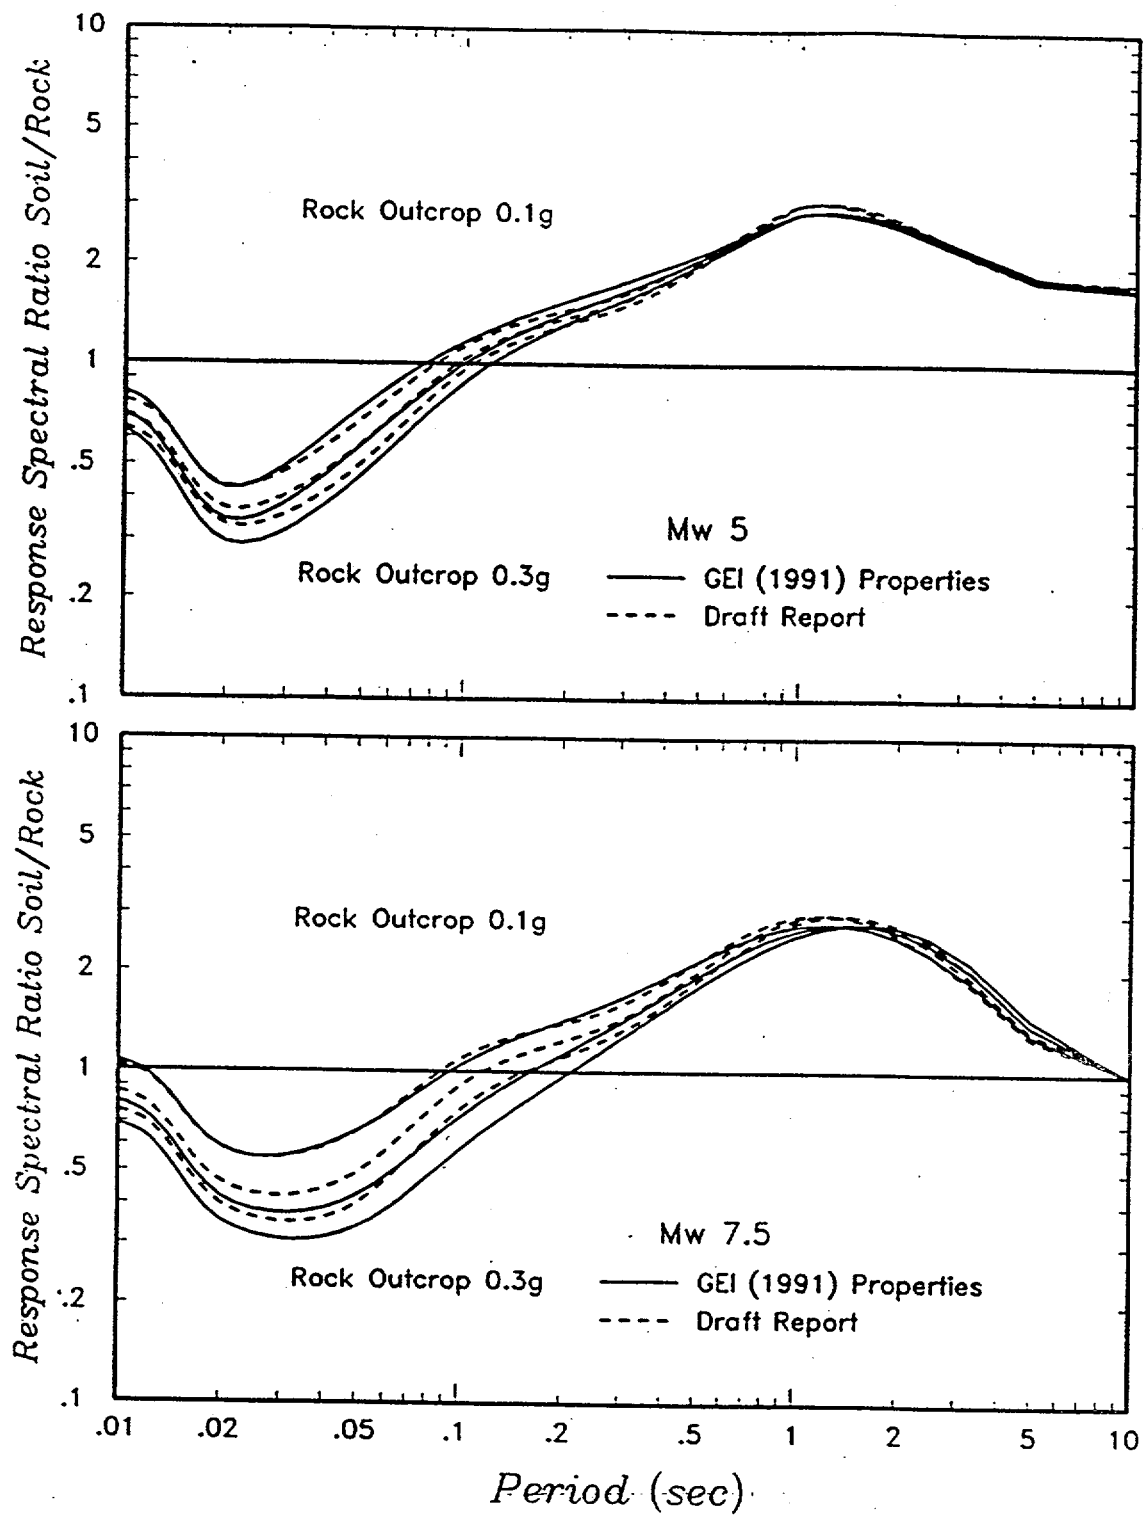 10
5
2
1
.5
.2
.1
Response Spectral Ratio Soil/Rock
Rock Outcrop 0.1g
Rock Outcrop 0.3g
Mw 5
GEI (1991) Properties
Draft Report
10
5
2
1
.5
.2
.1
Response Spectral Ratio Soil/Rock
Rock Outcrop 0.1g
Rock Outcrop 0.3g
Mw 7.5
GEI (1991) Properties
Draft Report
.01 .02 .05 .1 .2 .5 1 2 5 10
Period (sec)